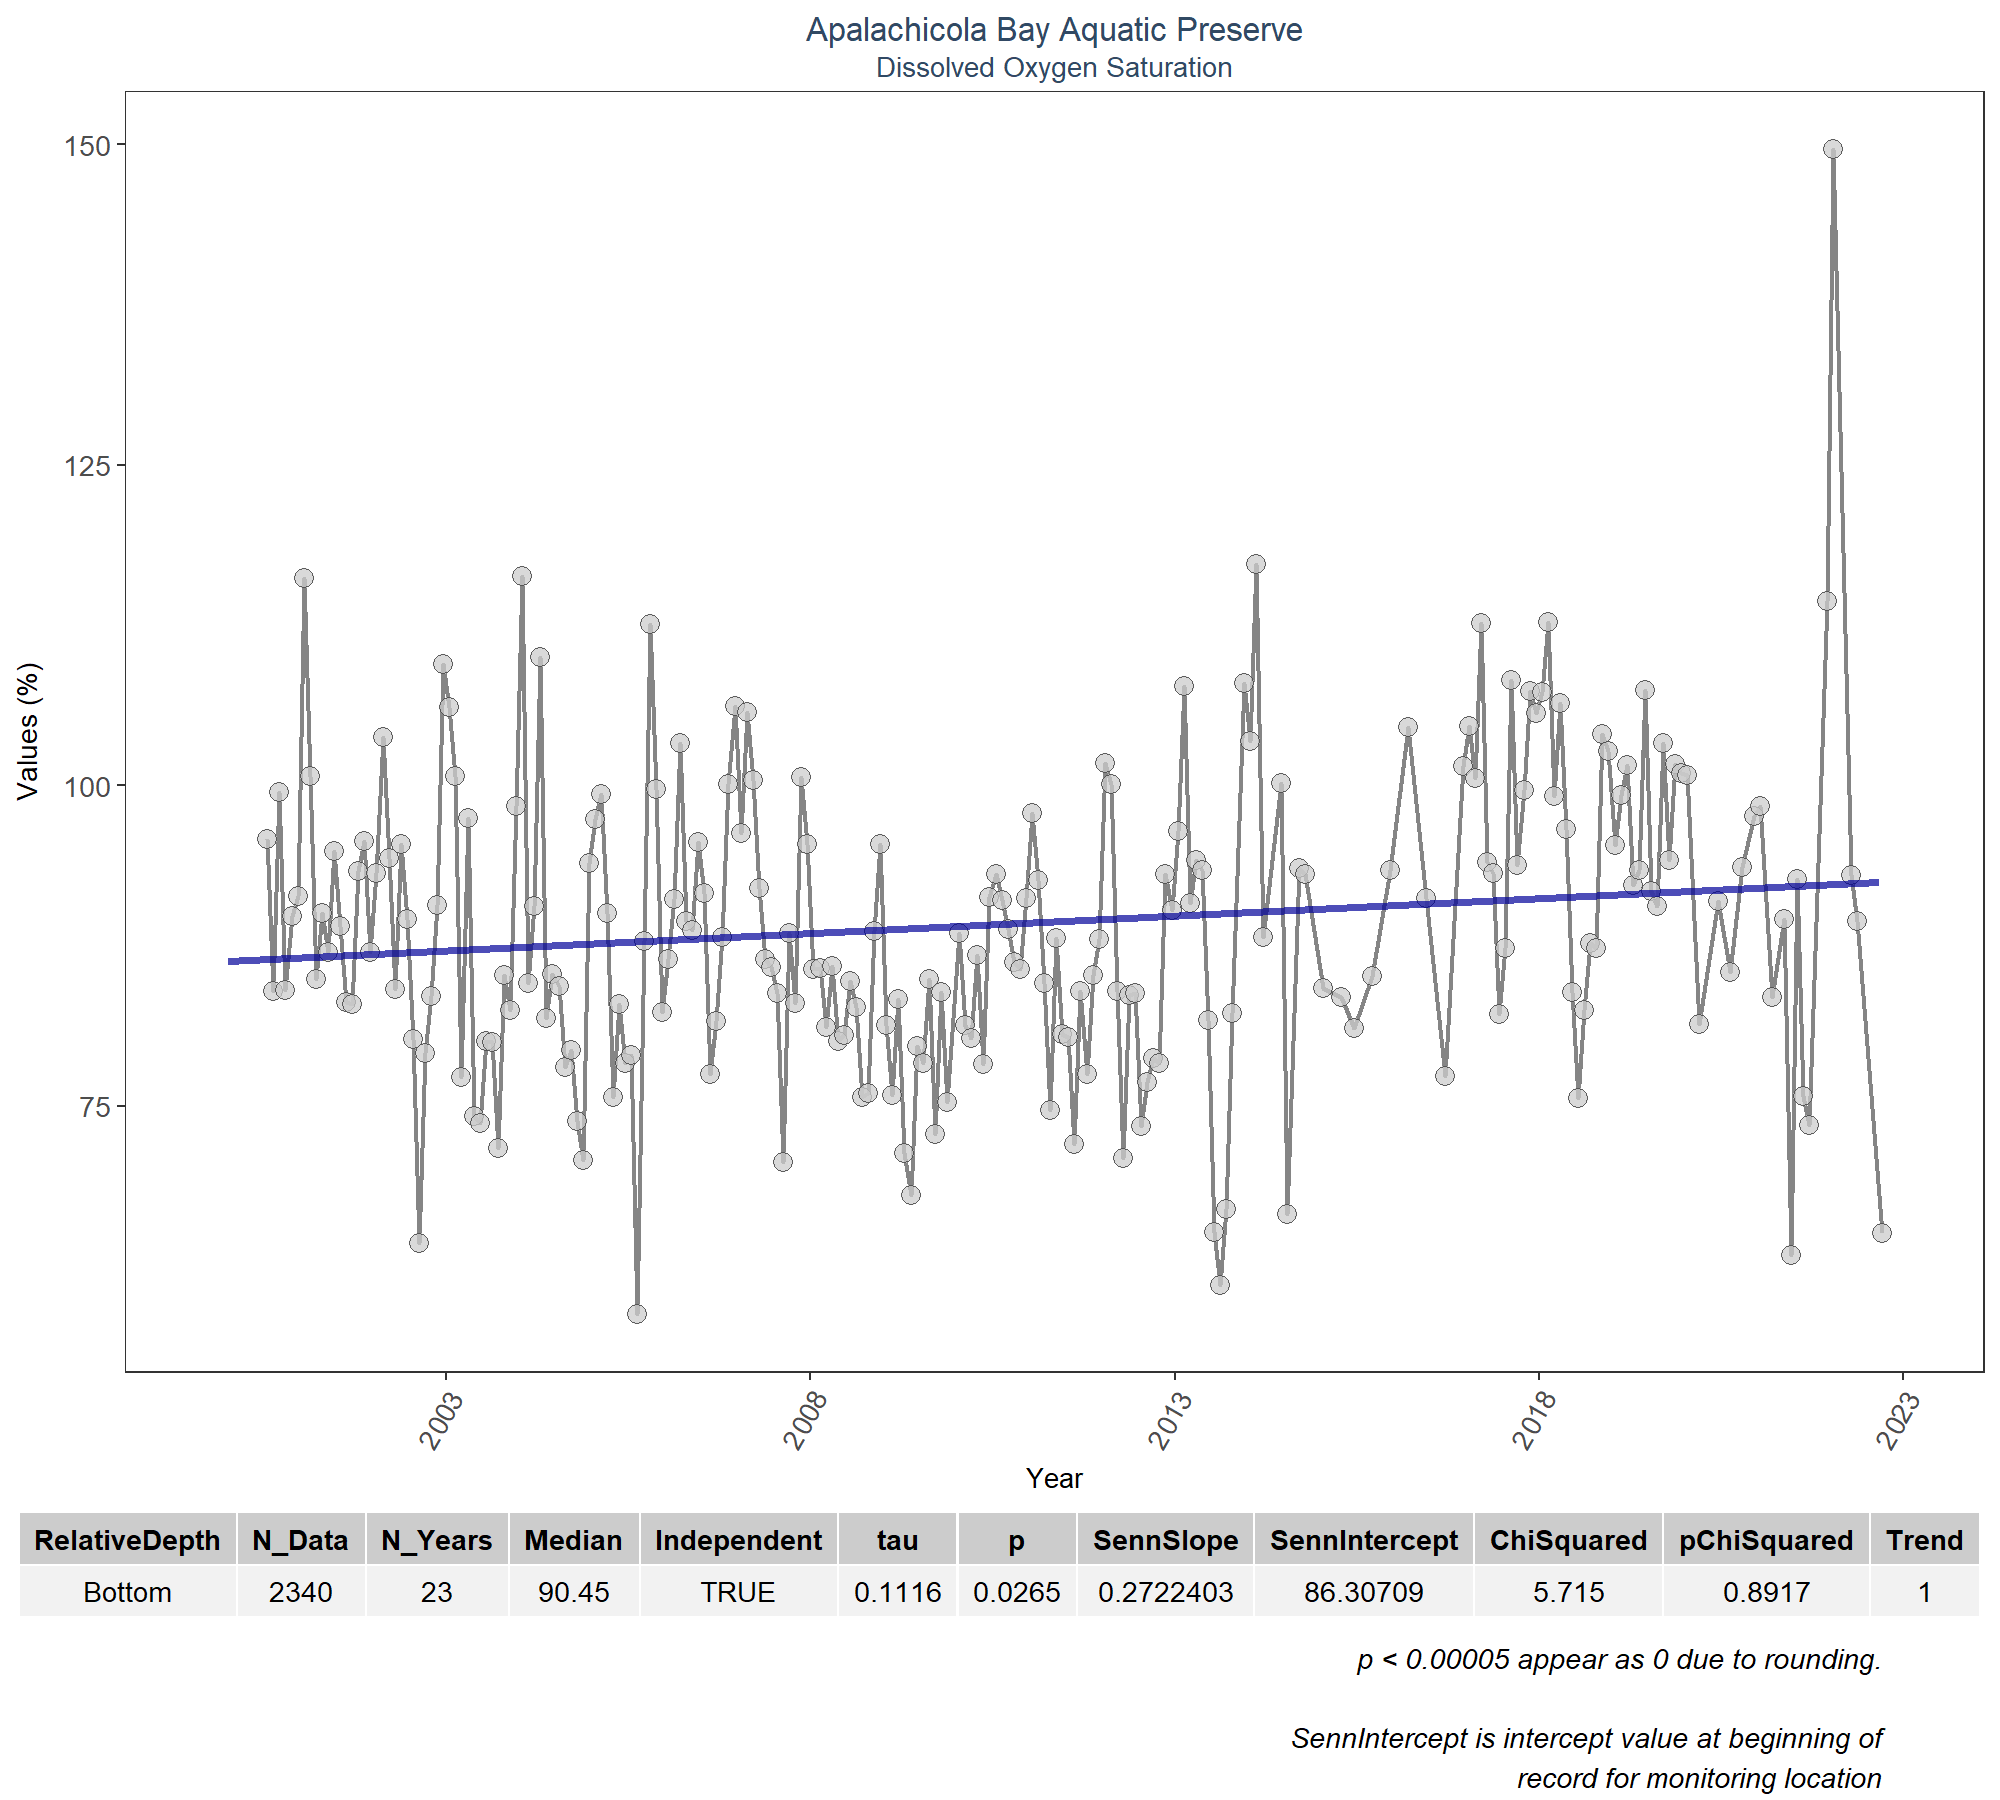 Apalachicola Bay Aquatic Preserve
Dissolved Oxygen Saturation
150
125
100
75
Values (%)
2003 2008 2013 2018 2023
Year
RelativeDepth N_Data N_Years Median Independent tau p SennSlope SennIntercept ChiSquared pChiSquared Trend
Bottom 2340 23 90.45 TRUE 0.1116 0.0265 0.2722403 86.30709 5.715 0.8917 1
p < 0.00005 appear as 0 due to rounding.
SennIntercept is intercept value at beginning of
record for monitoring location